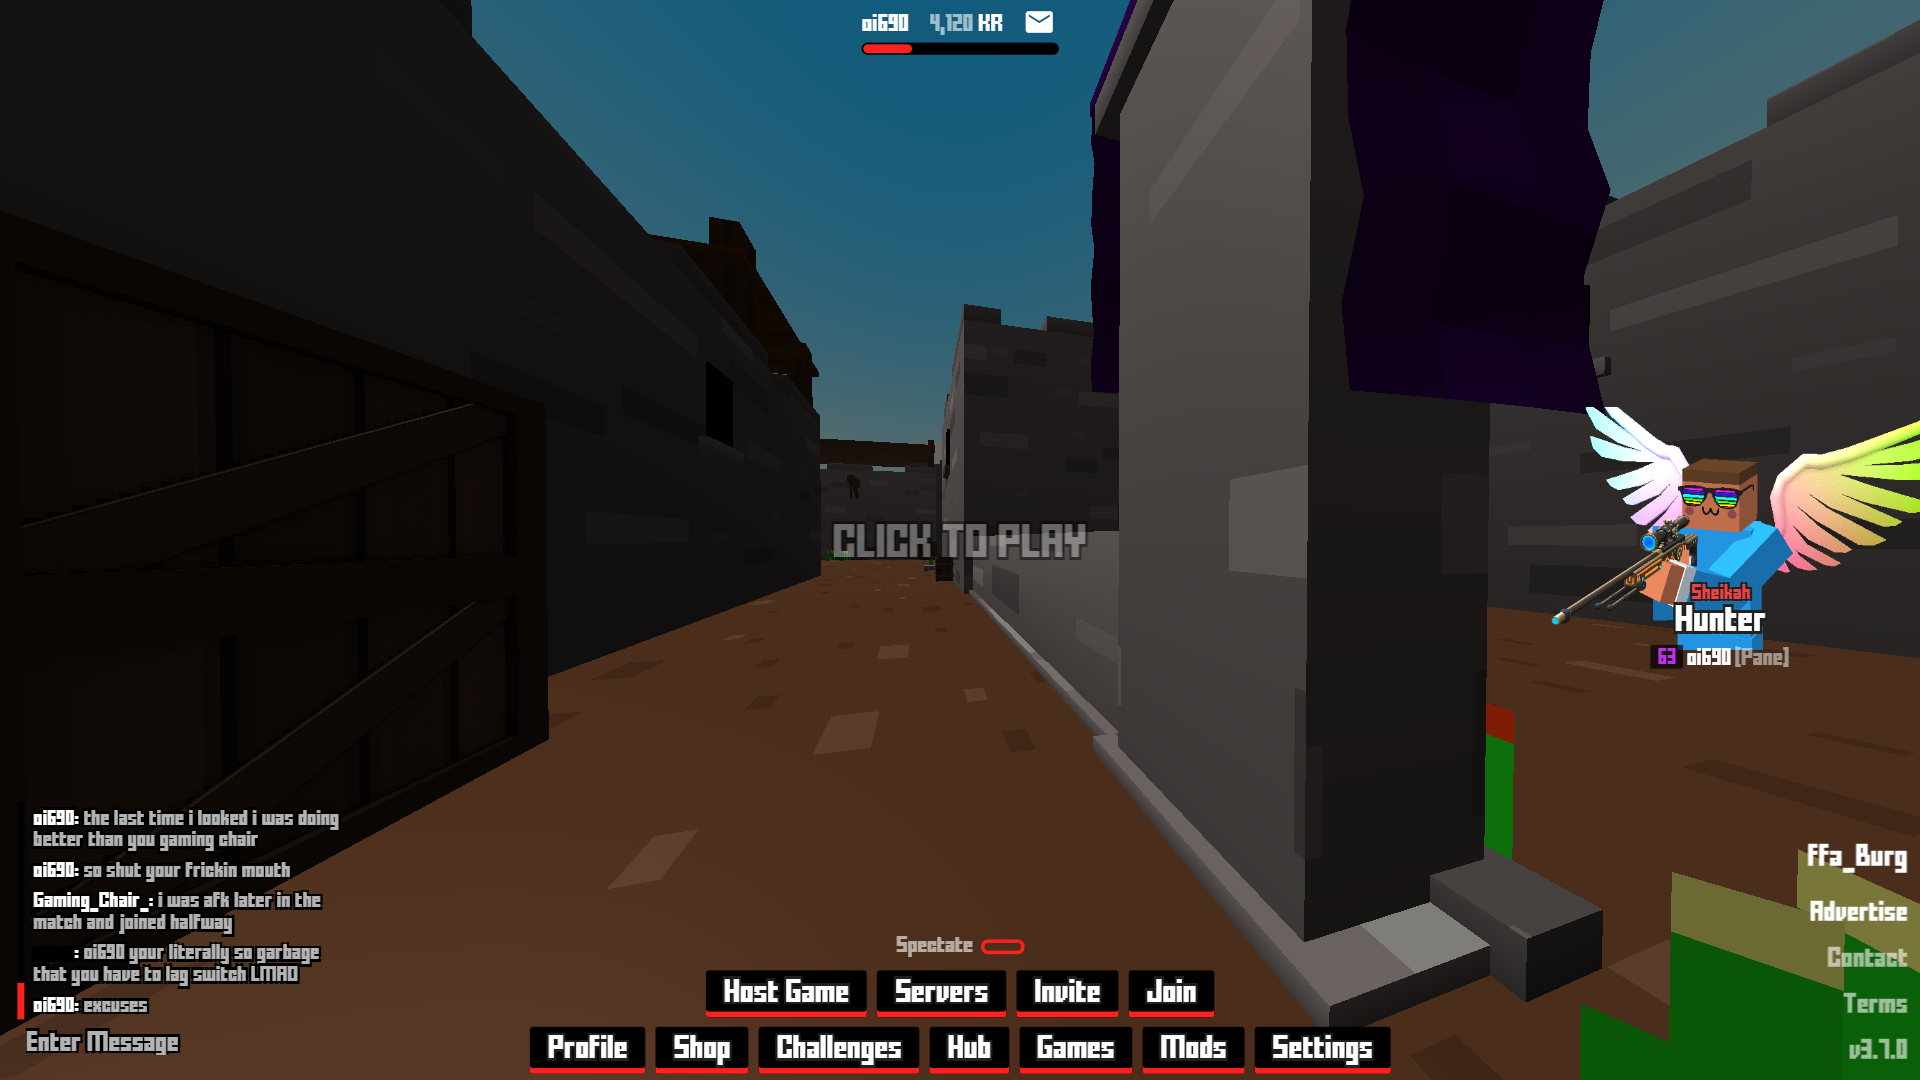 oi690 4,120 KR
CLICK TO PLAY
Sheikah
Hunter
63 oi690 [Pane]
oi690: the last time i looked i was doing
better than you gaming chair
oi690: so shut your frickin mouth
Gaming_Chair_: i was afk later in the
match and joined halfway
: oi690 your literally so garbage
that you have to lag switch LMAO
oi690: excuses
Enter Message
Spectate
Host Game Servers Invite Join
Profile Shop Challenges Hub Games Mods Settings
ffa_Burg
Advertise
Contact
Terms
v3.7.0